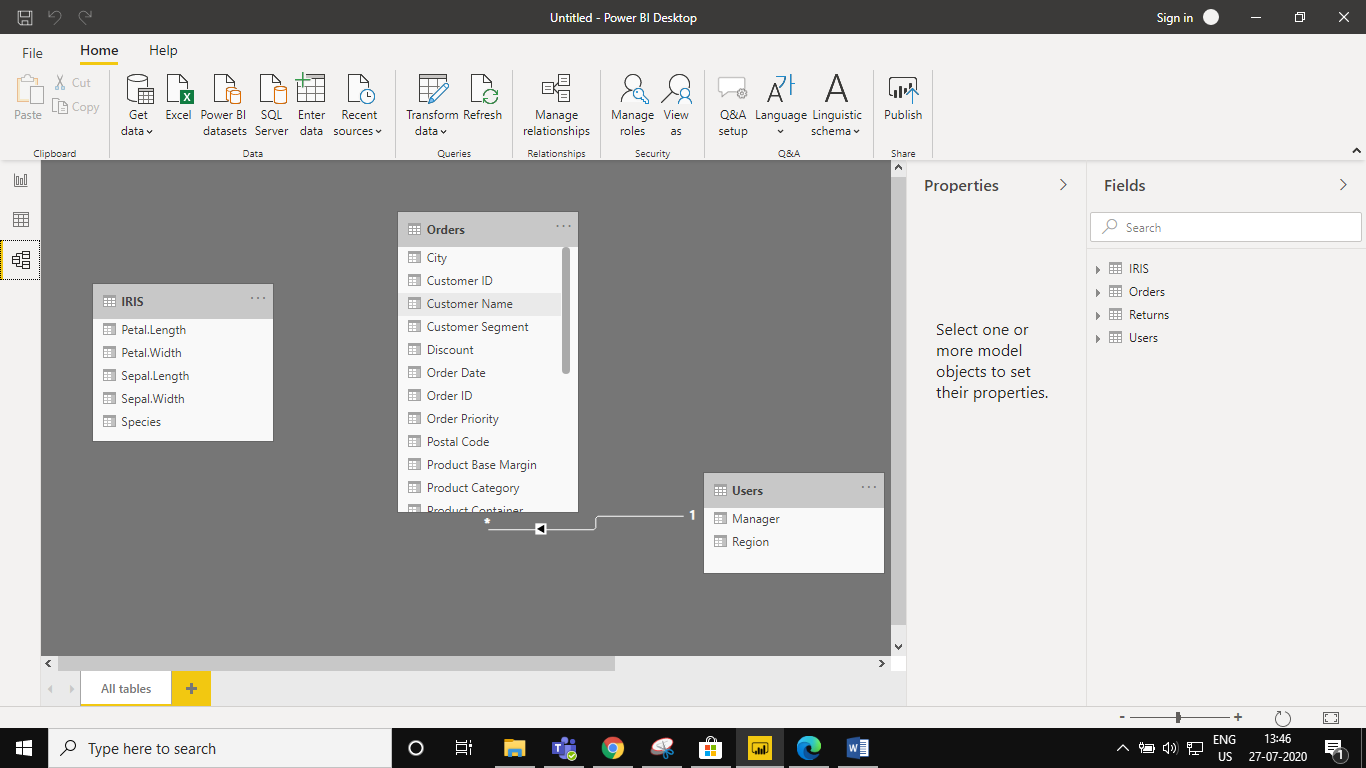 Untitled - Power BI Desktop
Sign in
File
Home
Help
Paste
Cut
Copy
Clipboard
Get data
Excel
Power BI datasets
SQL Server
Enter data
Recent sources
Data
Transform data
Refresh
Queries
Manage relationships
Relationships
Manage roles
View as
Security
Q&A setup
Language
Linguistic schema
Q&A
Publish
Share
IRIS
Petal.Length
Petal.Width
Sepal.Length
Sepal.Width
Species
Orders
City
Customer ID
Customer Name
Customer Segment
Discount
Order Date
Order ID
Order Priority
Postal Code
Product Base Margin
Product Category
Product Container
*
1
Users
Manager
Region
Properties
Select one or
more model
objects to set
their properties.
Fields
Search
IRIS
Orders
Returns
Users
All tables
+
- +
Type here to search
ENG
US
13:46
27-07-2020
1